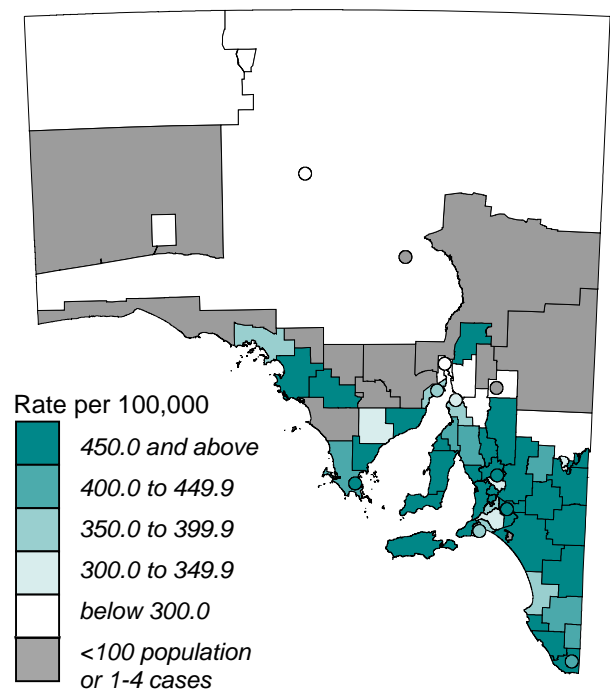 Rate per 100,000
450.0 and above
400.0 to 449.9
350.0 to 399.9
300.0 to 349.9
below 300.0
<100 population
or 1-4 cases